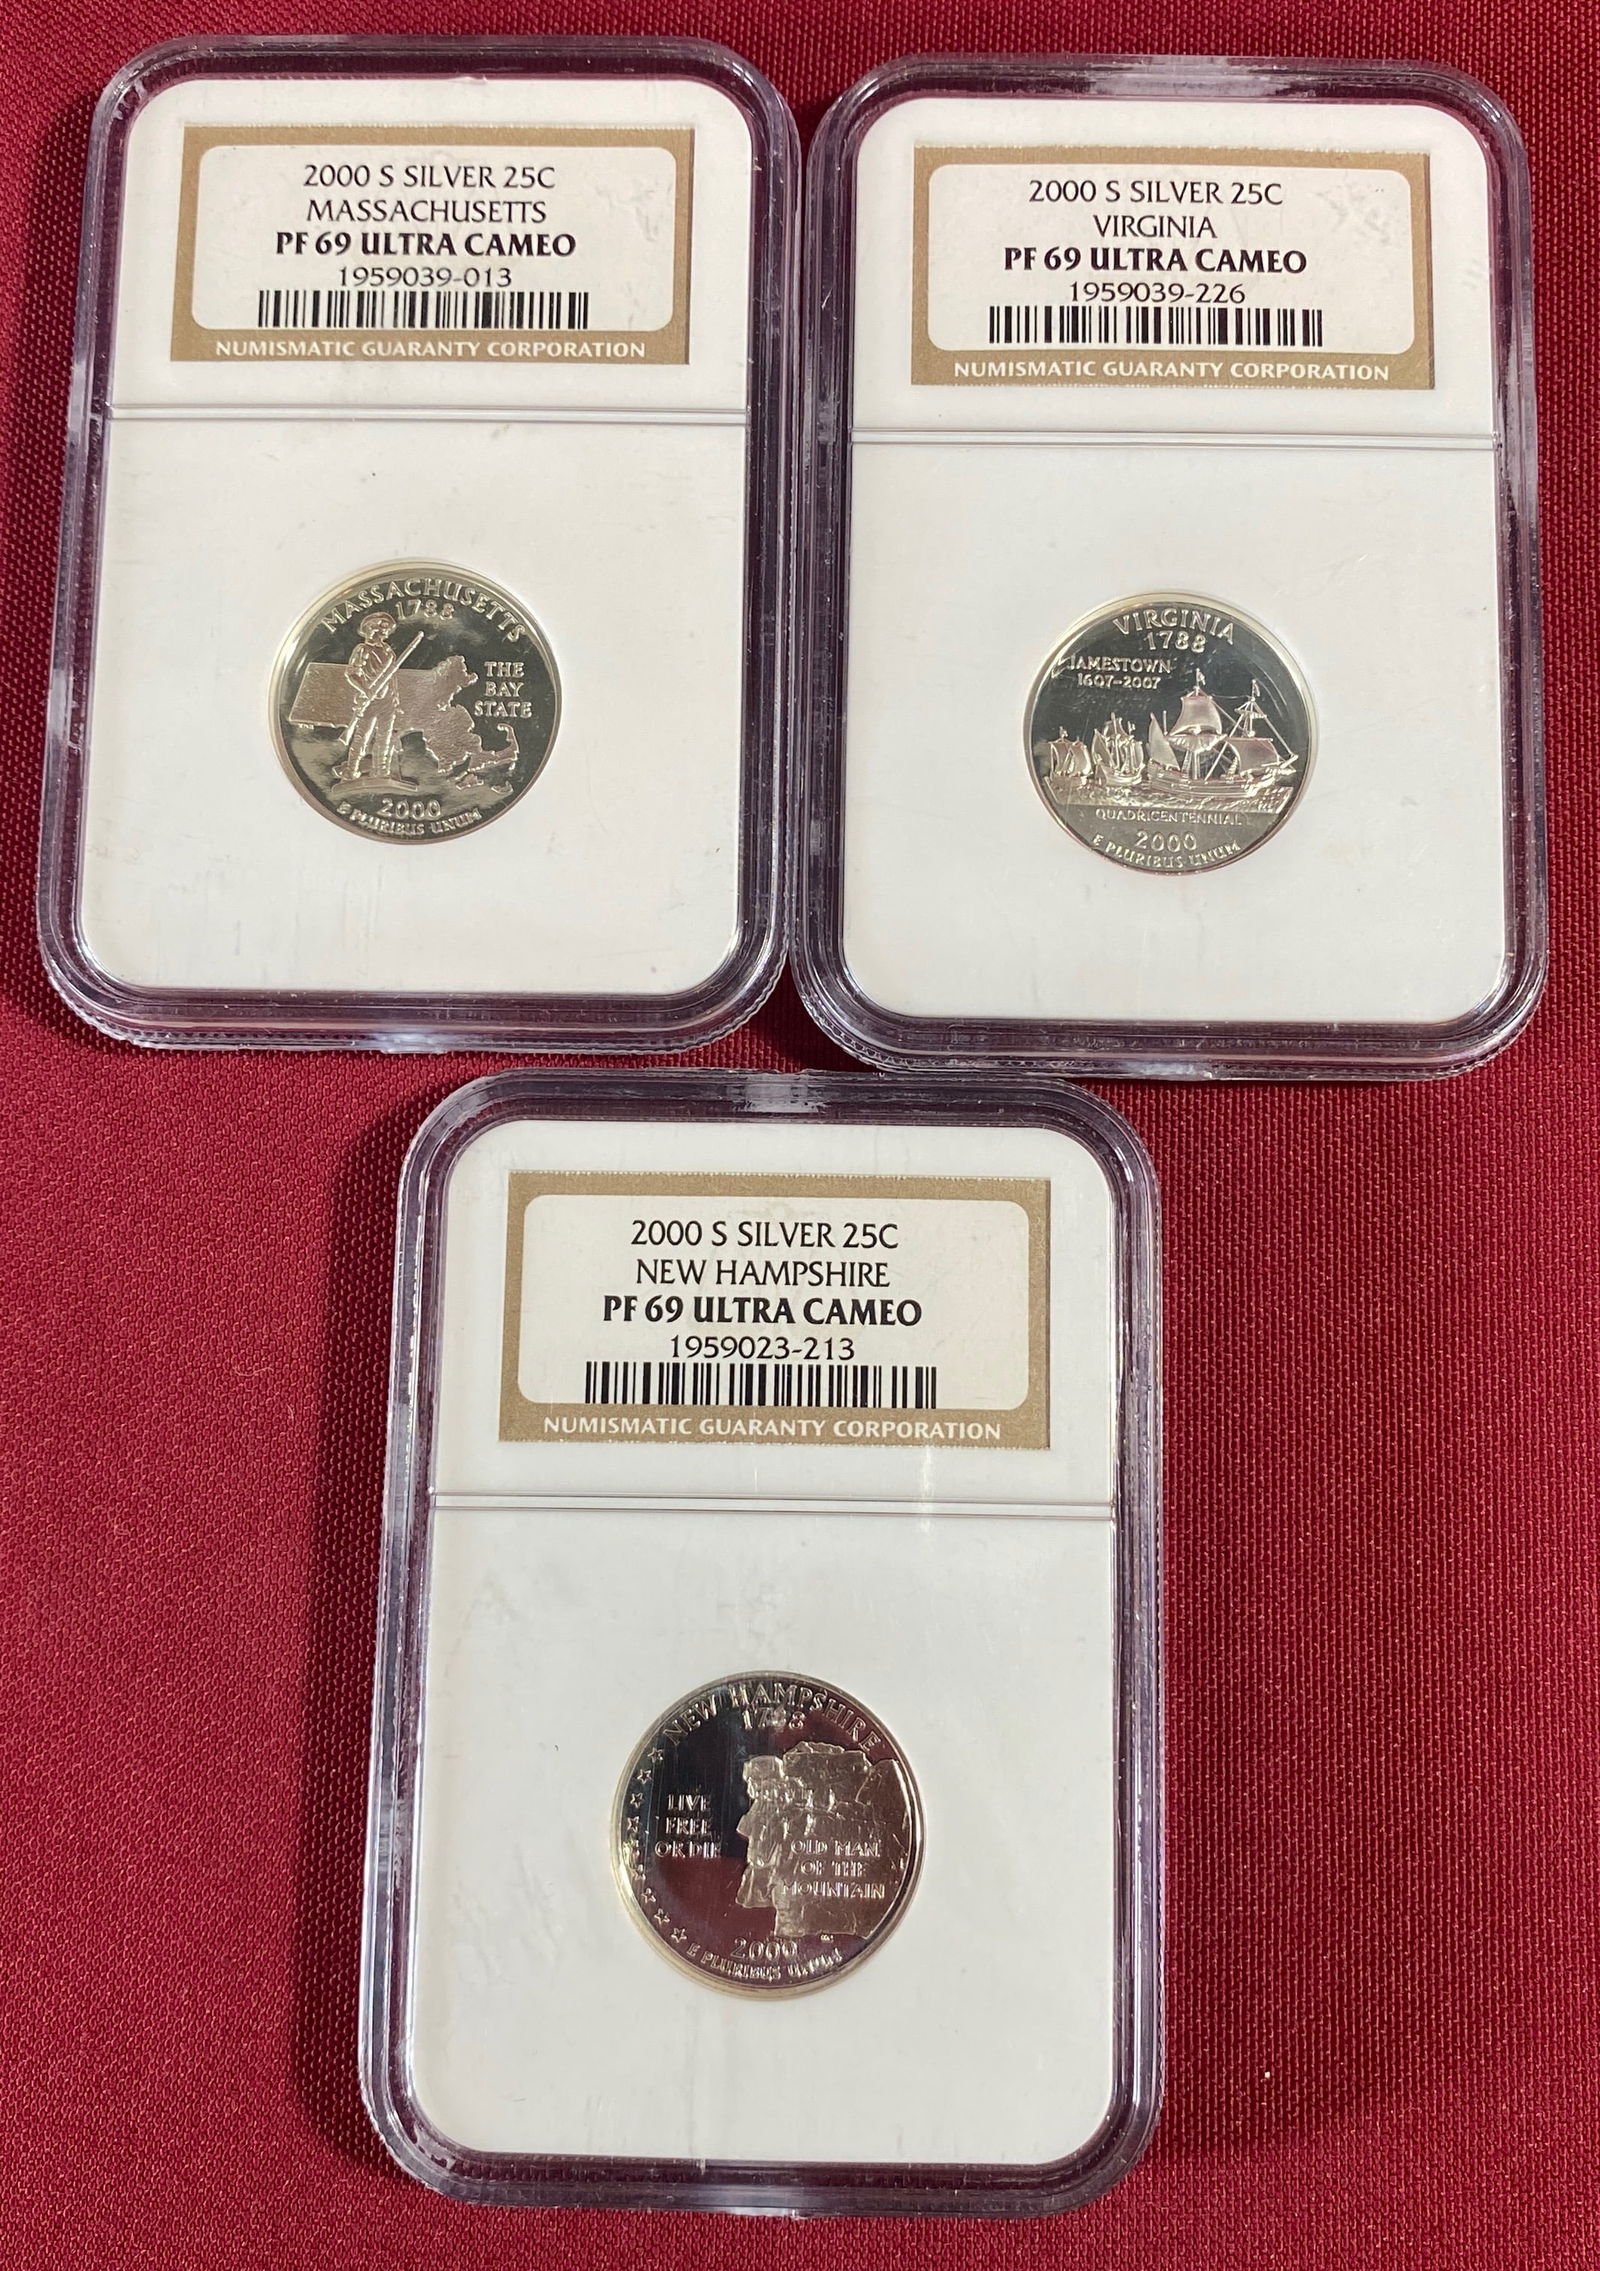 2000 S SILVER 25C
MASSACHUSETTS
PF 69 ULTRA CAMEO
1959039-013
NUMISMATIC GUARANTY CORPORATION
MASSACHUSETTS
1788
THE
BAY
STATE
2000
E PLURIBUS UNUM
2000 S SILVER 25C
VIRGINIA
PF 69 ULTRA CAMEO
1959039-226
NUMISMATIC GUARANTY CORPORATION
VIRGINIA
1788
JAMESTOWN
1607-2007
QUADRICENTENNIAL
2000
E PLURIBUS UNUM
2000 S SILVER 25C
NEW HAMPSHIRE
PF 69 ULTRA CAMEO
1959023-213
NUMISMATIC GUARANTY CORPORATION
NEW HAMPSHIRE
1788
LIVE
FREE
OR DIE
OLD MAN
OF THE
MOUNTAIN
2000
E PLURIBUS UNUM